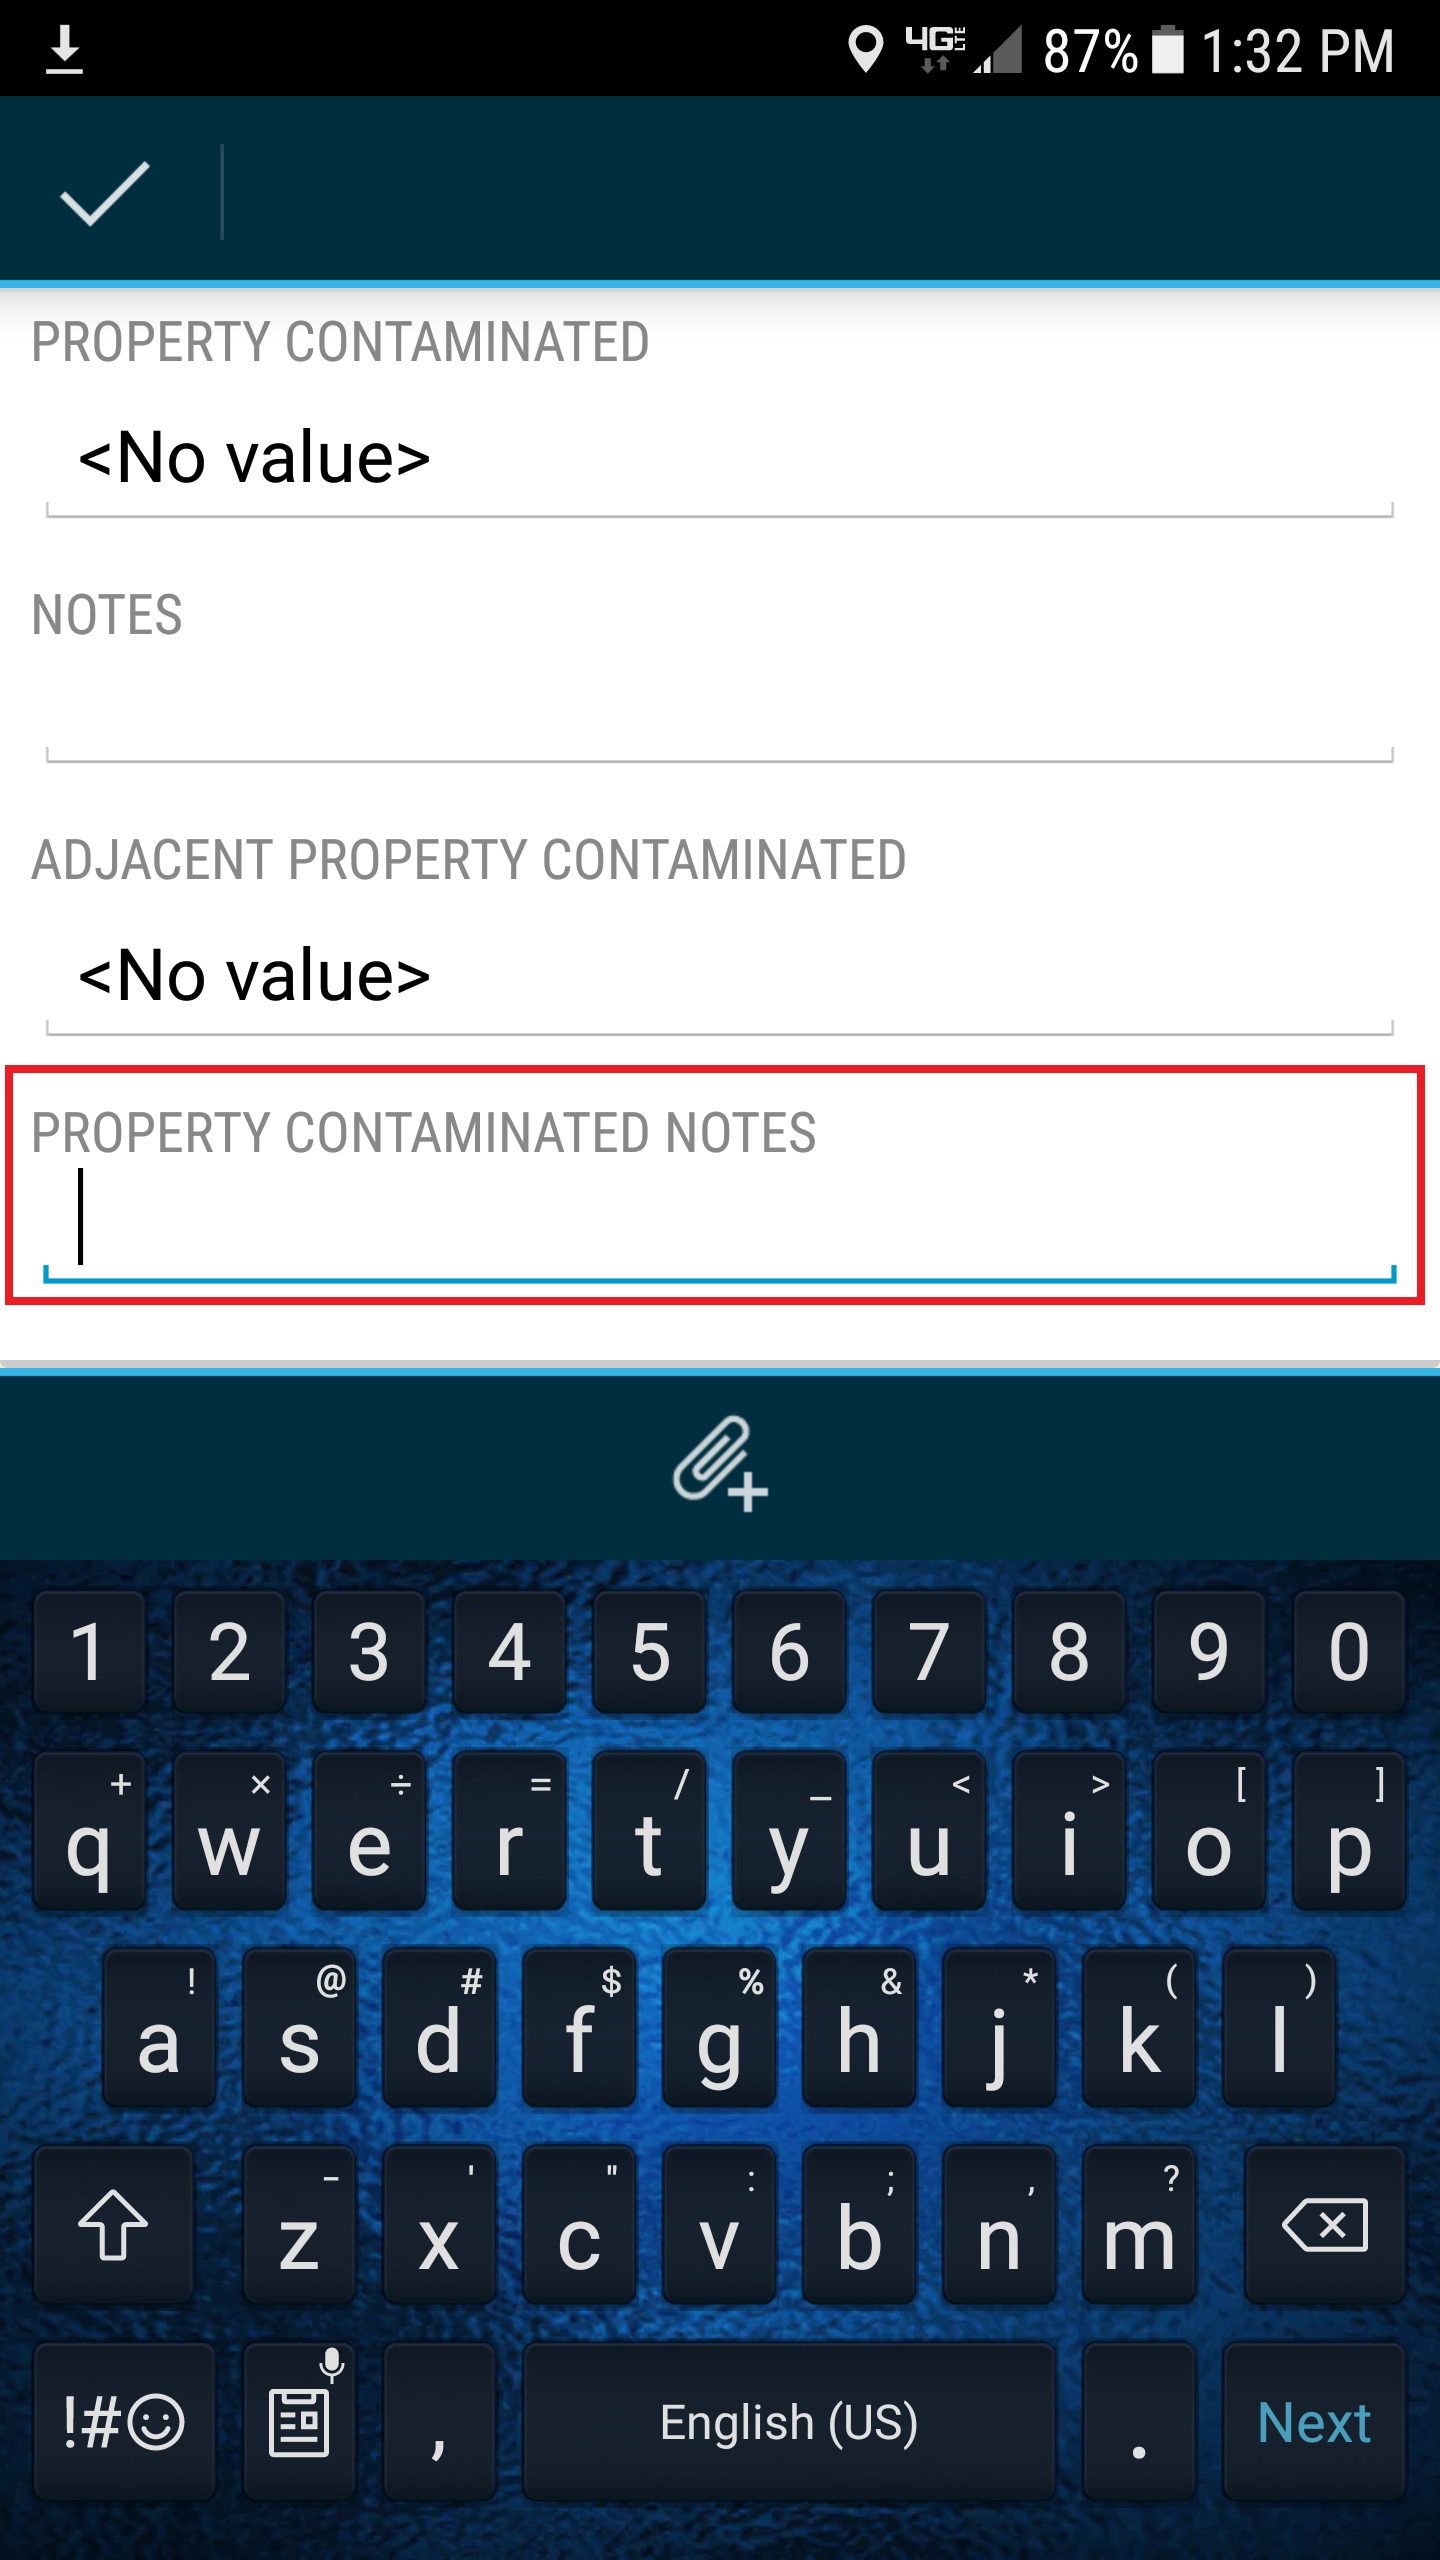 4G LTE 87% 1:32 PM
PROPERTY CONTAMINATED
<No value>
NOTES
ADJACENT PROPERTY CONTAMINATED
<No value>
PROPERTY CONTAMINATED NOTES
1 2 3 4 5 6 7 8 9 0
+ × ÷ = / _ < > [ ]
q w e r t y u i o p
! @ # $ % & * ( )
a s d f g h j k l
- ' " : ; , ?
z x c v b n m
!#☺ , English (US) . Next